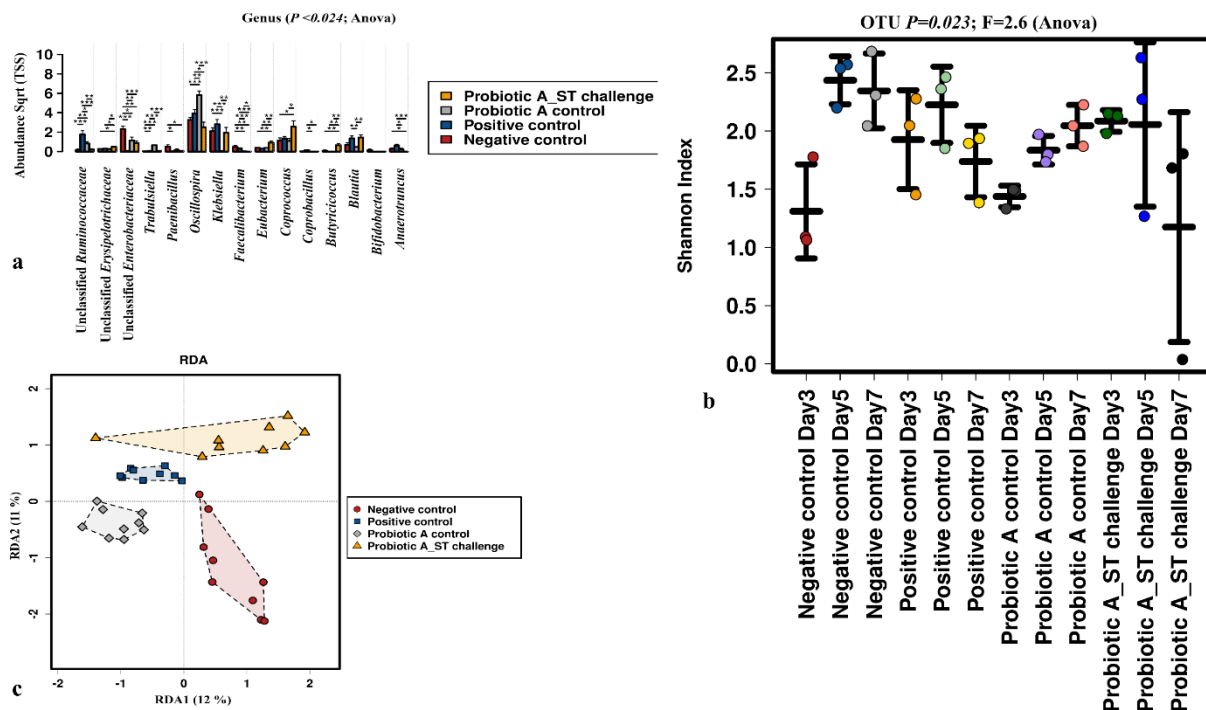 Genus (P <0.024; Anova)
Abundance Sqrt (TSS)
10
8
6
4
2
0
Probiotic A_ST challenge
Probiotic A control
Positive control
Negative control
Unclassified Ruminococcaceae
Unclassified Erysipelotrichaceae
Unclassified Enterobacteriaceae
Trabulsiella
Paenibacillus
Oscillospira
Klebsiella
Faecalibacterium
Eubacterium
Coprococcus
Coprobacillus
Butyricicoccus
Blautia
Bifidobacterium
Anaerotruncus
a
OTU P=0.023; F=2.6 (Anova)
Shannon Index
2.5
2.0
1.5
1.0
0.5
0.0
Negative control Day3
Negative control Day5
Negative control Day7
Positive control Day3
Positive control Day5
Positive control Day7
Probiotic A control Day3
Probiotic A control Day5
Probiotic A control Day7
Probiotic A_ST challenge Day3
Probiotic A_ST challenge Day5
Probiotic A_ST challenge Day7
b
RDA
RDA2 (11 %)
2
1
0
-1
-2
-2
-1
0
1
2
RDA1 (12 %)
Negative control
Positive control
Probiotic A control
Probiotic A_ST challenge
c